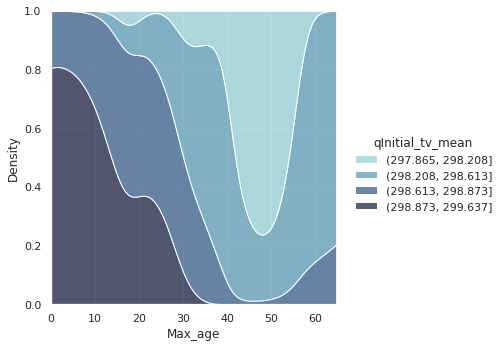 1.0
0.8
0.6
0.4
0.2
0.0
Density
0 10 20 30 40 50 60
Max_age
qInitial_tv_mean
(297.865, 298.208]
(298.208, 298.613]
(298.613, 298.873]
(298.873, 299.637]